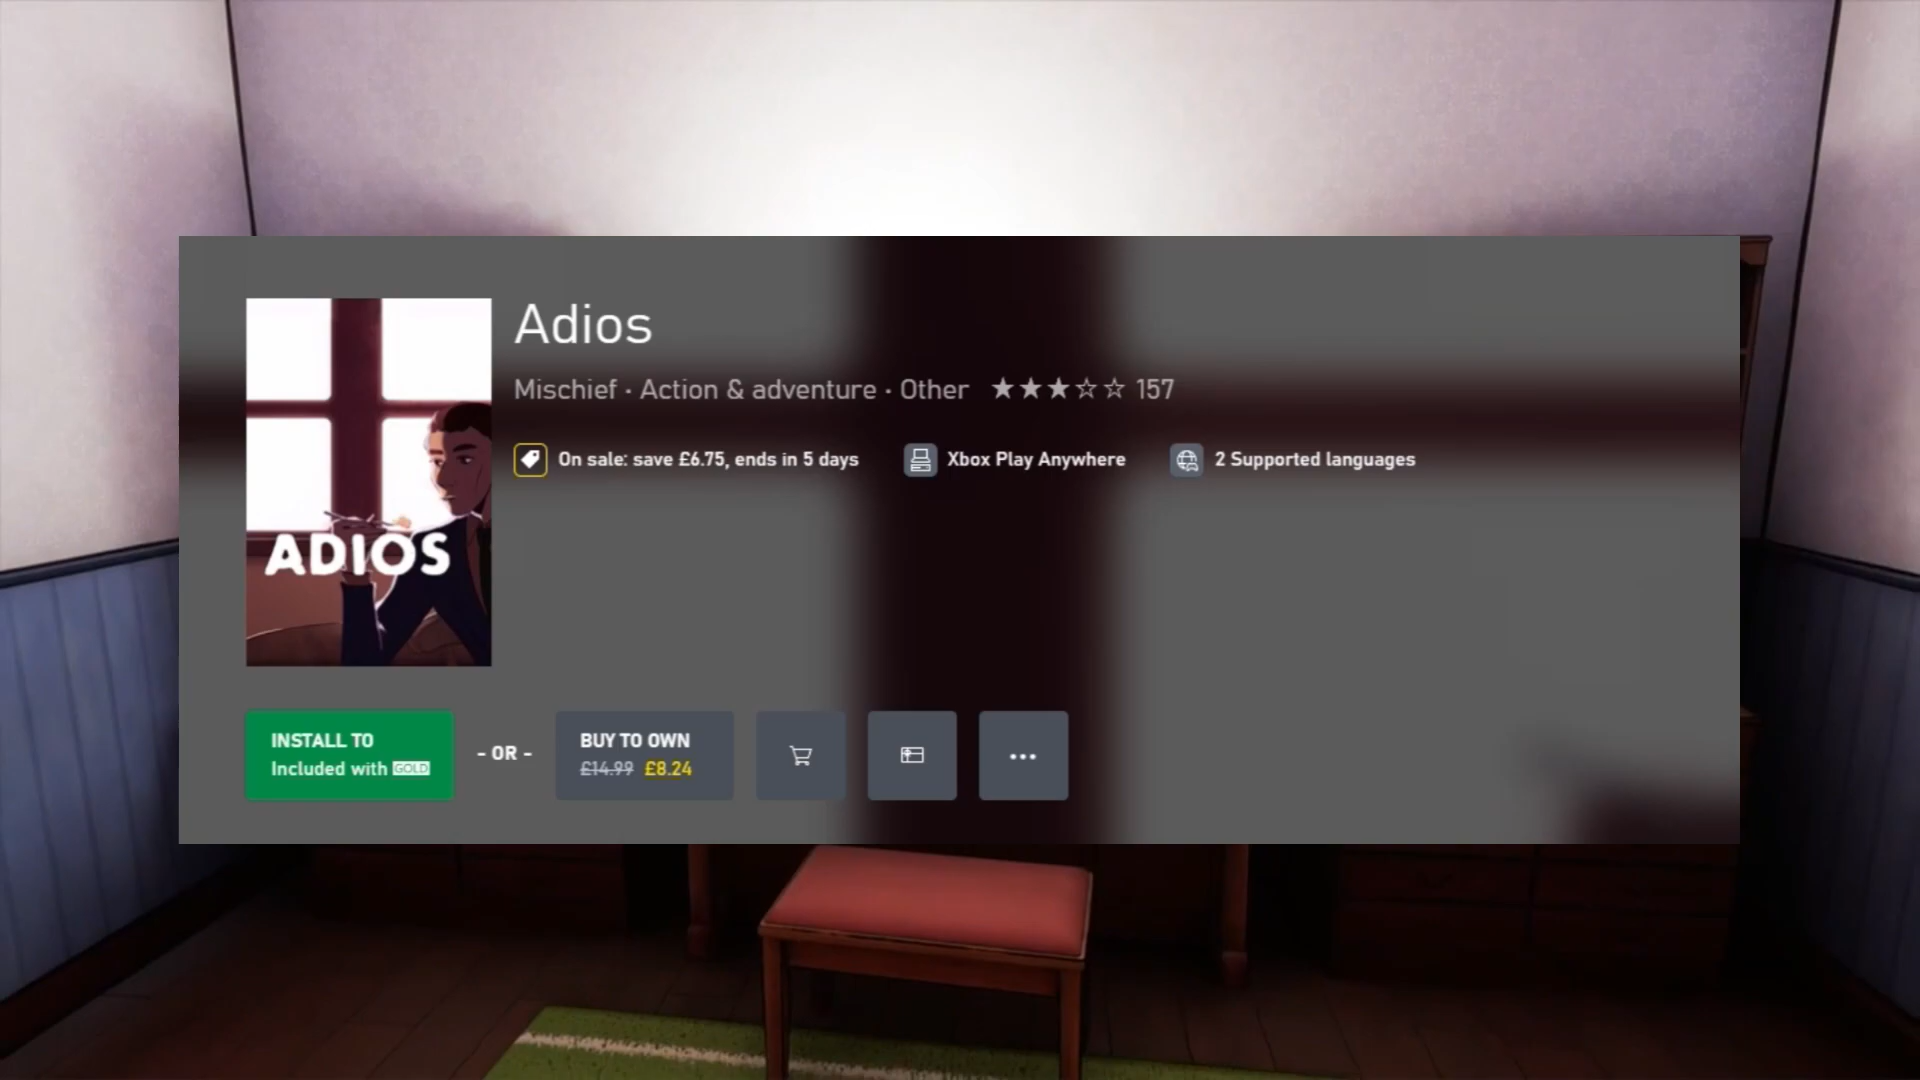 Adios
Mischief · Action & adventure · Other ★★★☆☆ 157
On sale: save £6.75, ends in 5 days
Xbox Play Anywhere
2 Supported languages
ADIOS
INSTALL TO
Included with GOLD
- OR -
BUY TO OWN
£14.99 £8.24